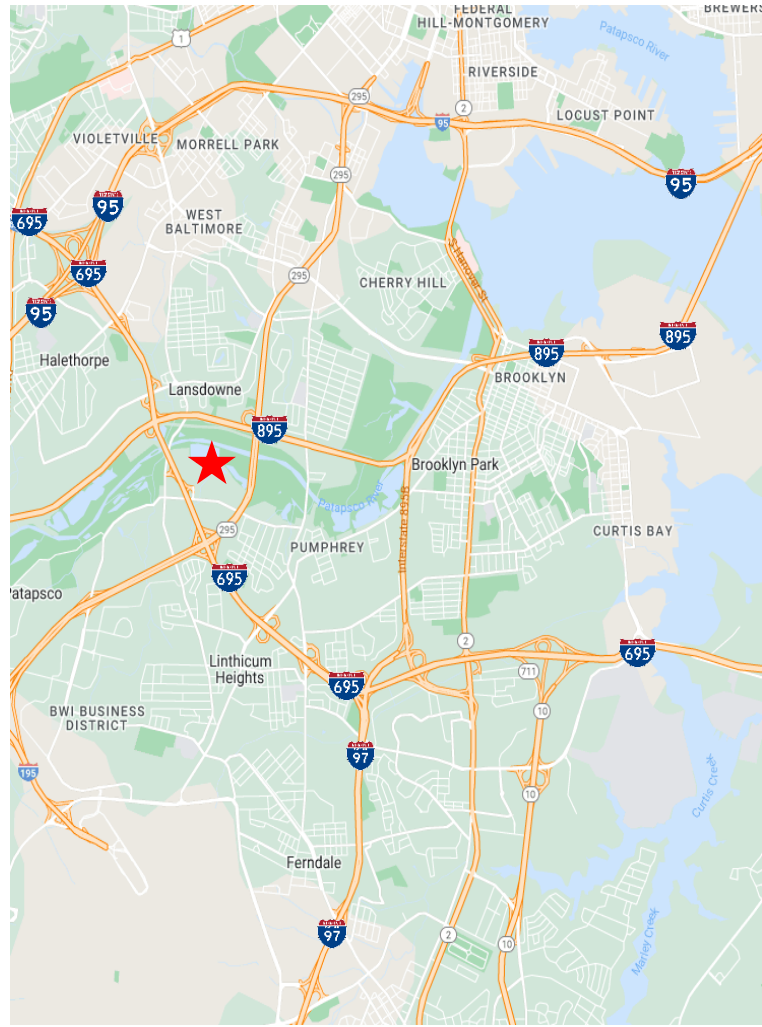 FEDERAL
HILL-MONTGOMERY
BREWERS
1
Patapsco River
RIVERSIDE
295
2
LOCUST POINT
95
VIOLETVILLE
MORRELL PARK
295
95
95
695
WEST
BALTIMORE
S Hanover St
295
CHERRY HILL
695
95
895
895
Halethorpe
BROOKLYN
Lansdowne
895
Brooklyn Park
Patapsco River
Interstate 895B
295
CURTIS BAY
PUMPHREY
695
Patapsco
2
695
Linthicum
Heights
711
695
BWI BUSINESS
DISTRICT
10
97
195
Curtis Creek
10
Ferndale
97
2
10
Marley Creek